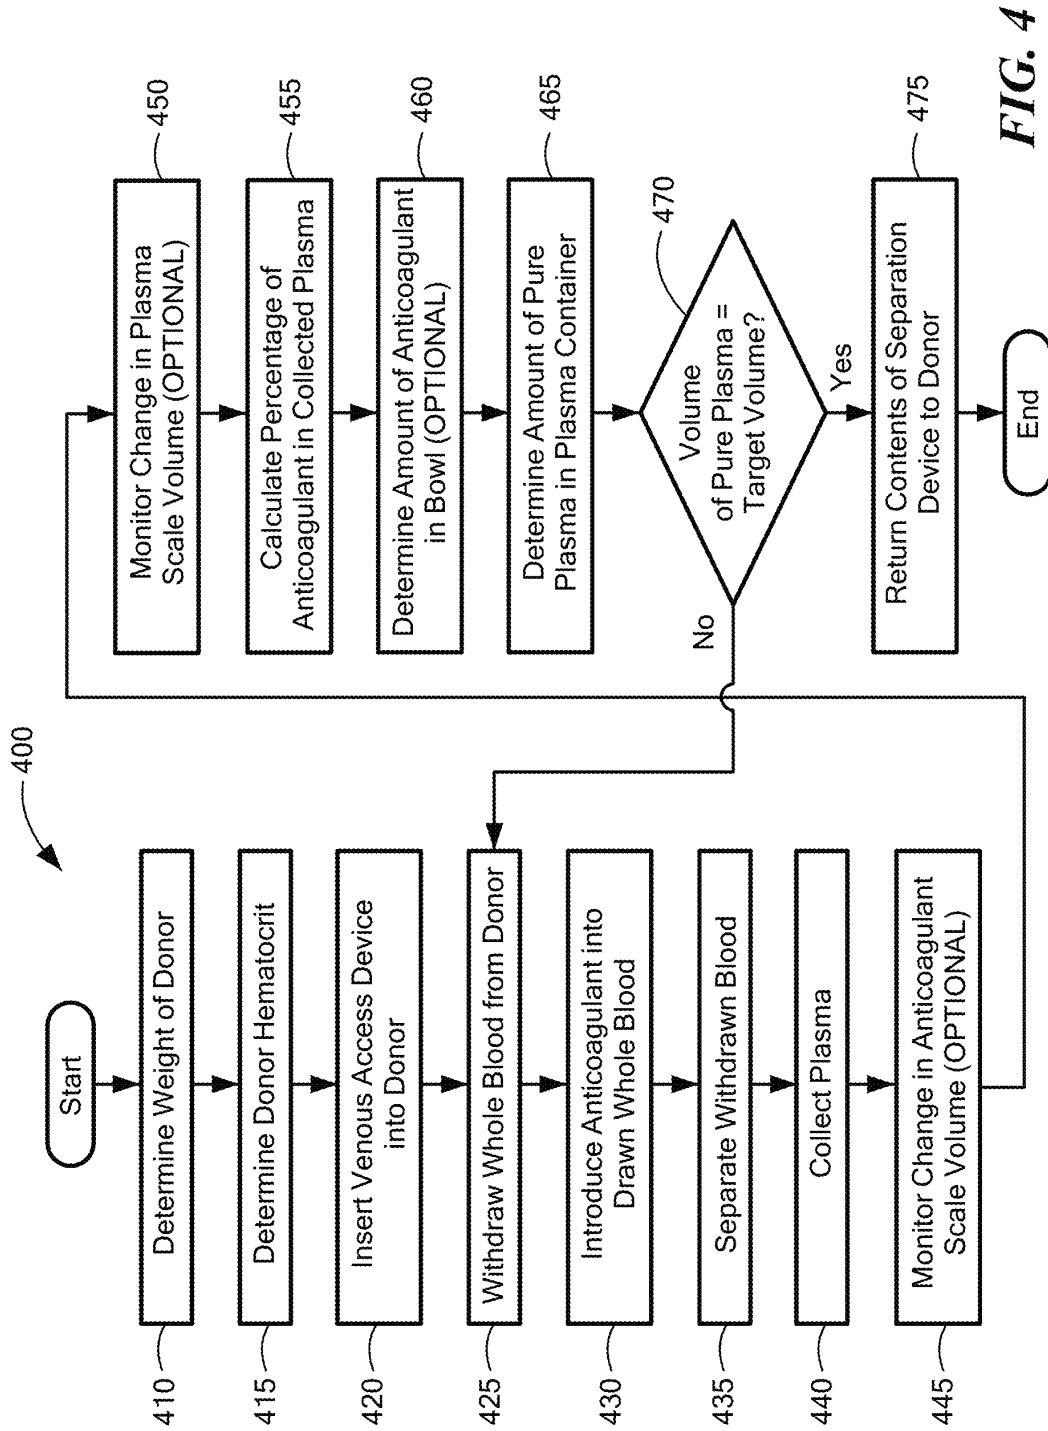 400
Start
410
Determine Weight of Donor
415
Determine Donor Hematocrit
420
Insert Venous Access Device
into Donor
425
Withdraw Whole Blood from Donor
430
Introduce Anticoagulant into
Drawn Whole Blood
435
Separate Withdrawn Blood
440
Collect Plasma
445
Monitor Change in Anticoagulant
Scale Volume (OPTIONAL)
450
Monitor Change in Plasma
Scale Volume (OPTIONAL)
455
Calculate Percentage of
Anticoagulant in Collected Plasma
460
Determine Amount of Anticoagulant
in Bowl (OPTIONAL)
465
Determine Amount of Pure
Plasma in Plasma Container
470
Volume
of Pure Plasma =
Target Volume?
No
Yes
475
Return Contents of Separation
Device to Donor
End
FIG. 4